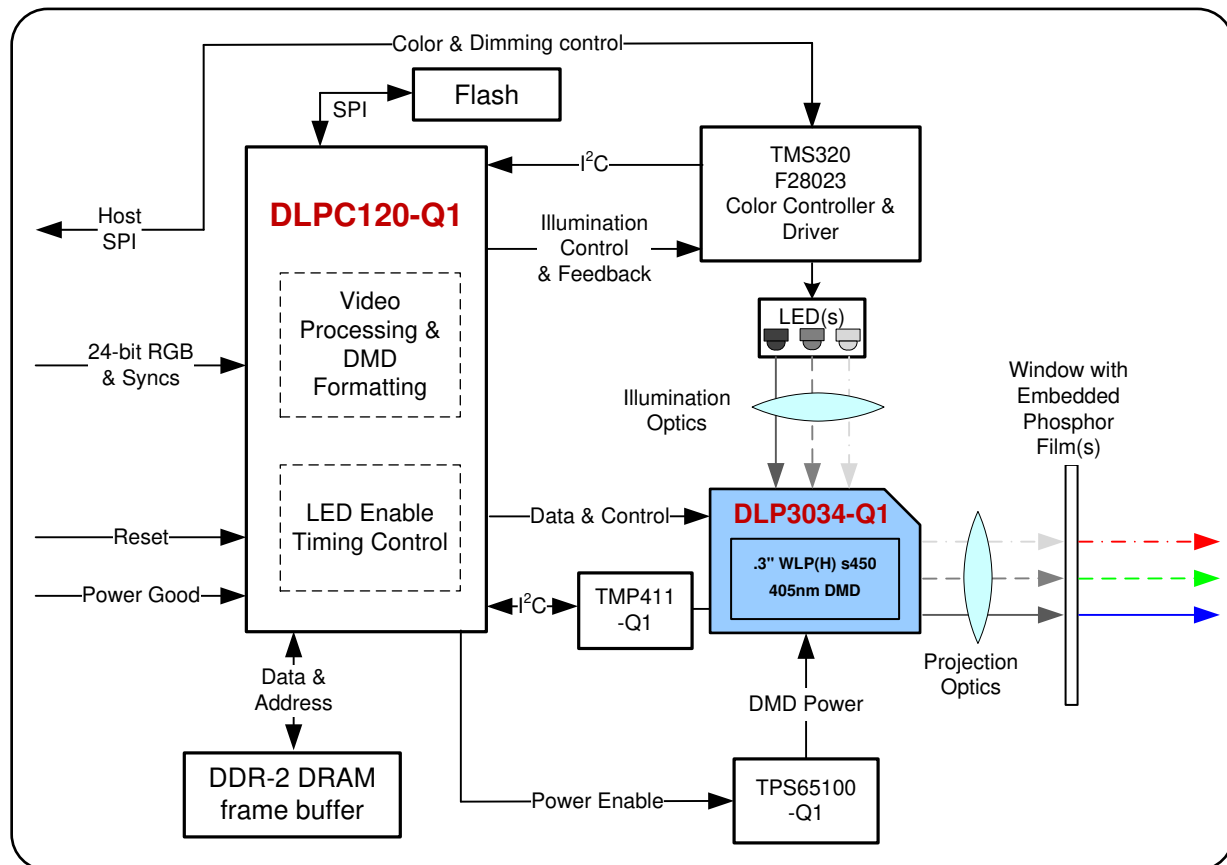 Color & Dimming control
Flash
SPI
TMS320
F28023
Color Controller &
Driver
I²C
DLPC120-Q1
Host
SPI
Illumination
Control
& Feedback
Video
Processing &
DMD
Formatting
LED(s)
24-bit RGB
& Syncs
Illumination
Optics
Window with
Embedded
Phosphor
Film(s)
LED Enable
Timing Control
Data & Control
DLP3034-Q1
.3" WLP(H) s450
405nm DMD
Reset
Power Good
I²C
TMP411
-Q1
Projection
Optics
Data &
Address
DMD Power
DDR-2 DRAM
frame buffer
Power Enable
TPS65100
-Q1